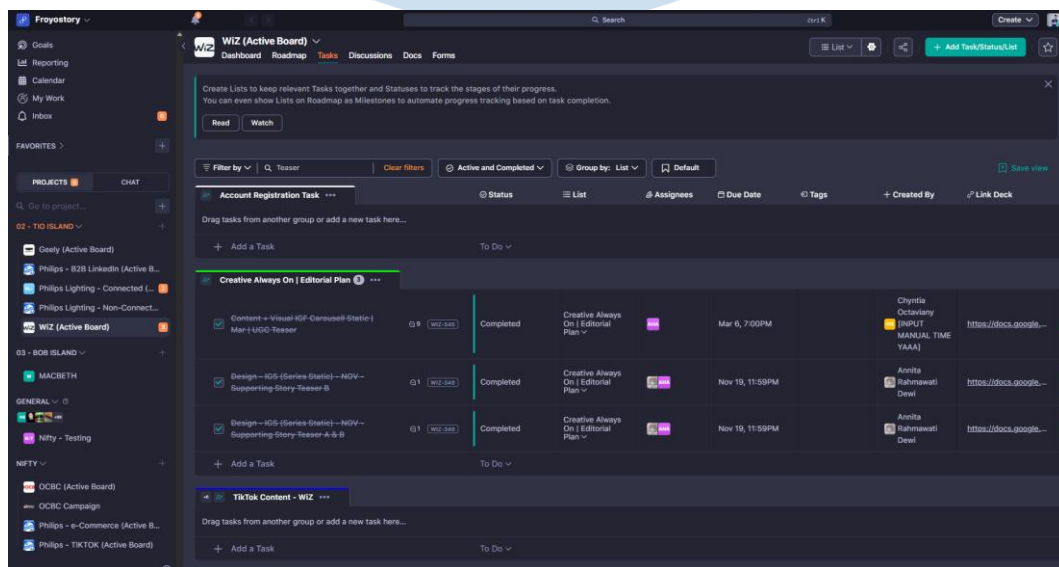 Froyostory
Search
Ctrl K
Create
Goals
Reporting
Calendar
My Work
Inbox
FAVORITES
PROJECTS
CHAT
Go to project...
02 - TIO ISLAND
Geely (Active Board)
Philips - B2B LinkedIn (Active B...
Philips Lighting - Connected (...
Philips Lighting - Non-Connect...
WiZ (Active Board)
03 - BOB ISLAND
MACBETH
GENERAL
Nifty - Testing
NIFTY
OCBC (Active Board)
OCBC Campaign
Philips - e-Commerce (Active B...
Philips - TIKTOK (Active Board)
WiZ
WiZ (Active Board)
Dashboard Roadmap Tasks Discussions Docs Forms
List
+ Add Task/Status/List
Create Lists to keep relevant Tasks together and Statuses to track the stages of their progress.
You can even show Lists on Roadmap as Milestones to automate progress tracking based on task completion.
Read Watch
Filter by Teaser Clear filters Active and Completed Group by: List Default Save view
Account Registration Task Status List Assignees Due Date Tags + Created By Link Deck
Drag tasks from another group or add a new task here...
+ Add a Task To Do
Creative Always On | Editorial Plan 3
Content + Visual IGF Carousell Static |
Mar | UGC Teaser
9 WIZ-645
Completed
Creative Always
On | Editorial
Plan
AHA
Mar 6, 7:00PM
Chyntia
Octaviany
[INPUT
MANUAL TIME
YAAA]
https://docs.google....
Design - IGS (Series Static) - NOV -
Supporting Story Teaser B
1
Completed
Creative Always
On | Editorial
Plan
AHA
Nov 19, 11:59PM
Annita
Rahmawati
Dewi
https://docs.google....
Design - IGS (Series Static) - NOV -
Supporting Story Teaser A & B
1
Completed
Creative Always
On | Editorial
Plan
AHA
Nov 19, 11:59PM
Annita
Rahmawati
Dewi
https://docs.google....
+ Add a Task To Do
TikTok Content - WiZ
Drag tasks from another group or add a new task here...
+ Add a Task To Do